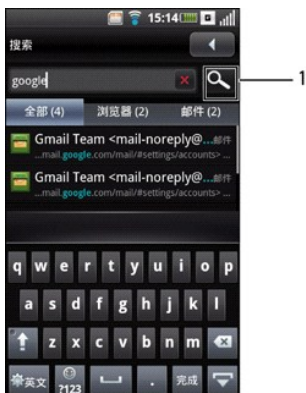 15:14
搜索
google
1
全部 (4) 浏览器 (2) 邮件 (2)
Gmail Team <mail-noreply@...邮件
...mail.google.com/mail/#settings/accounts> ...
Gmail Team <mail-noreply@...邮件
...mail.google.com/mail/#settings/accounts> ...
q w e r t y u i o p
a s d f g h j k l
z x c v b n m
英文 ?123 . 完成